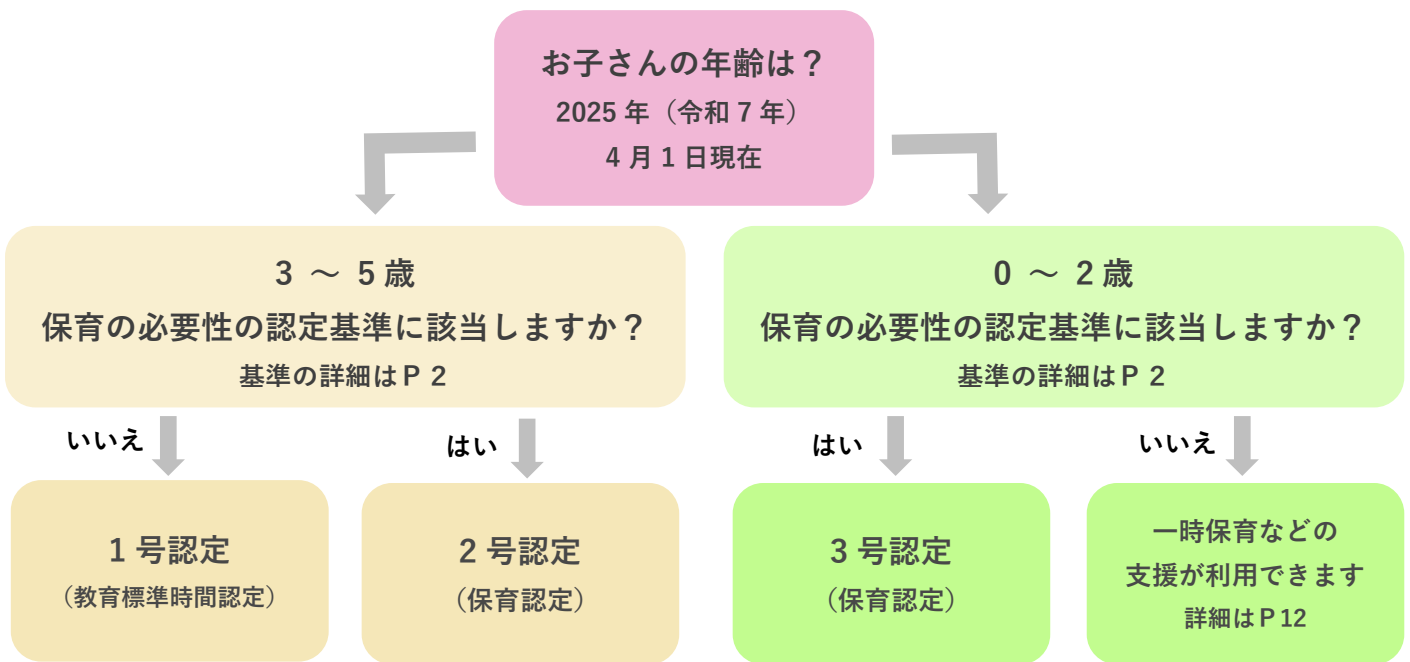 お子さんの年齢は？
2025年（令和7年）
4月1日現在
3 ～ 5歳
保育の必要性の認定基準に該当しますか？
基準の詳細はＰ2
0 ～ 2歳
保育の必要性の認定基準に該当しますか？
基準の詳細はＰ2
いいえ
はい
はい
いいえ
1号認定
（教育標準時間認定）
2号認定
（保育認定）
3号認定
（保育認定）
一時保育などの
支援が利用できます
詳細はＰ12